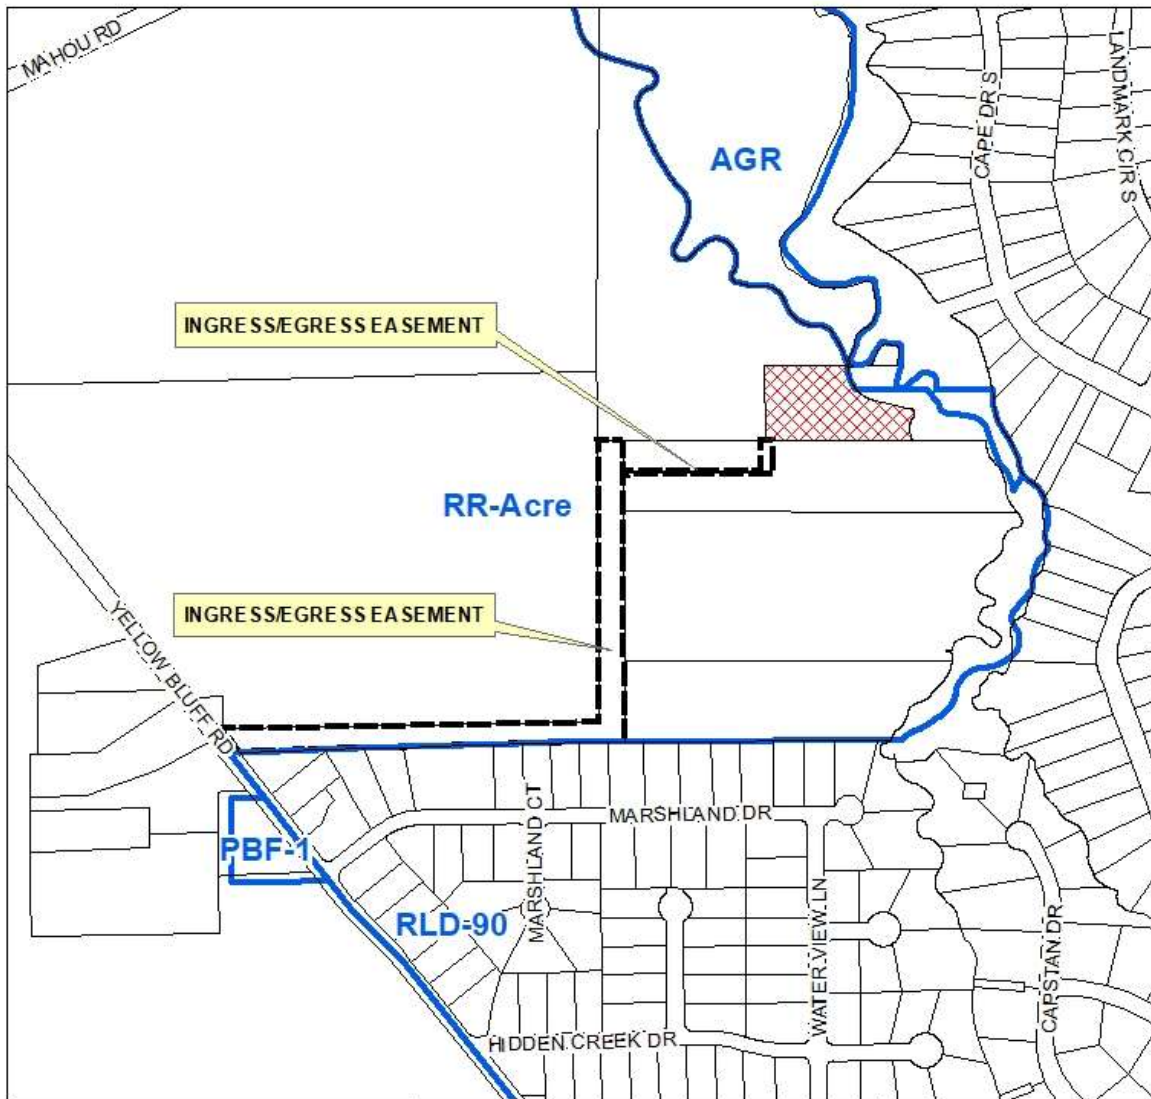 MAHOU RD
LANDMARK CIR S
CAPE DR S
AGR
INGRESS/EGRESS EASEMENT
RR-Acre
INGRESS/EGRESS EASEMENT
YELLOW BLUFF RD
MARSHLAND CT
MARSHLAND DR
PBF-1
RLD-90
WATER VIEW LN
CAPSTAN DR
HIDDEN CREEK DR